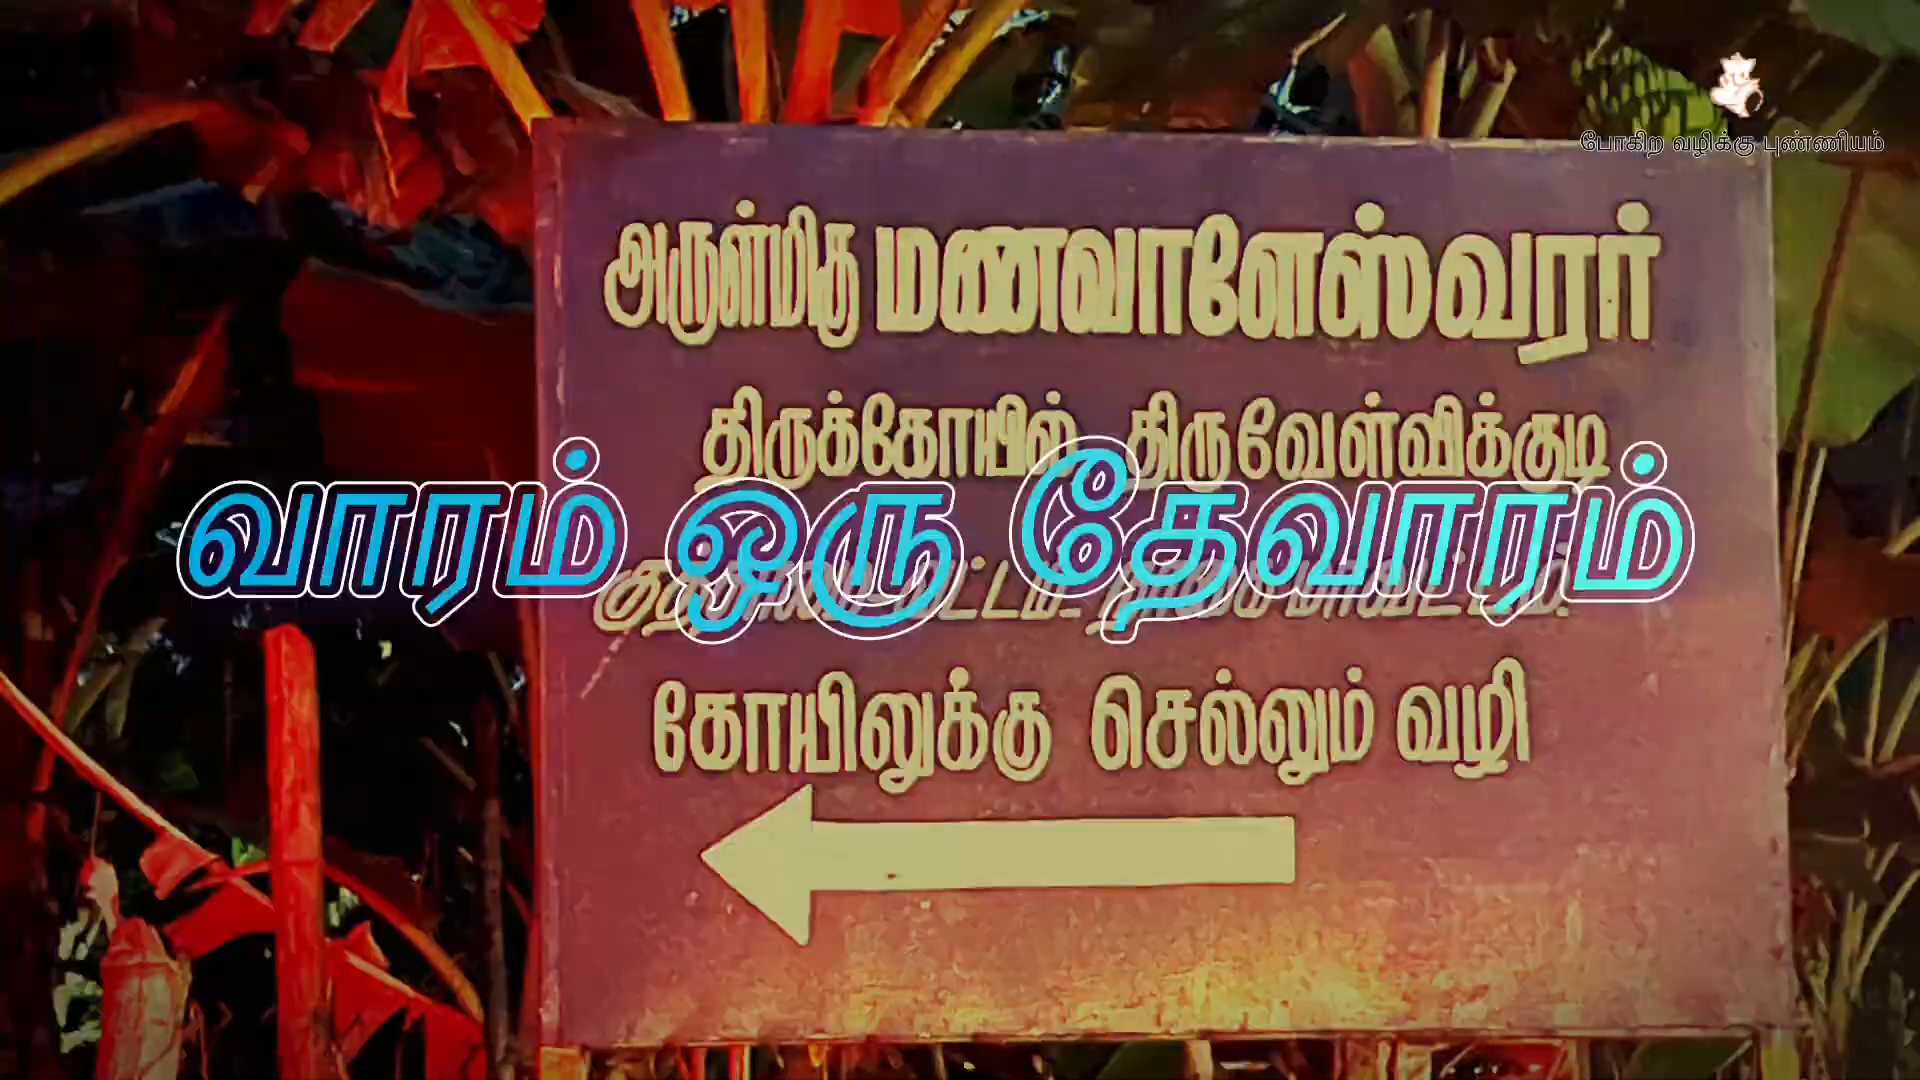 போகிற வழிக்கு புண்ணியம்
அருள்மிகு மணவாளேஸ்வரர்
திருக்கோயில் திருவேள்விக்குடி
வாரம் ஒரு தேவாரம்
கோயிலுக்கு செல்லும் வழி